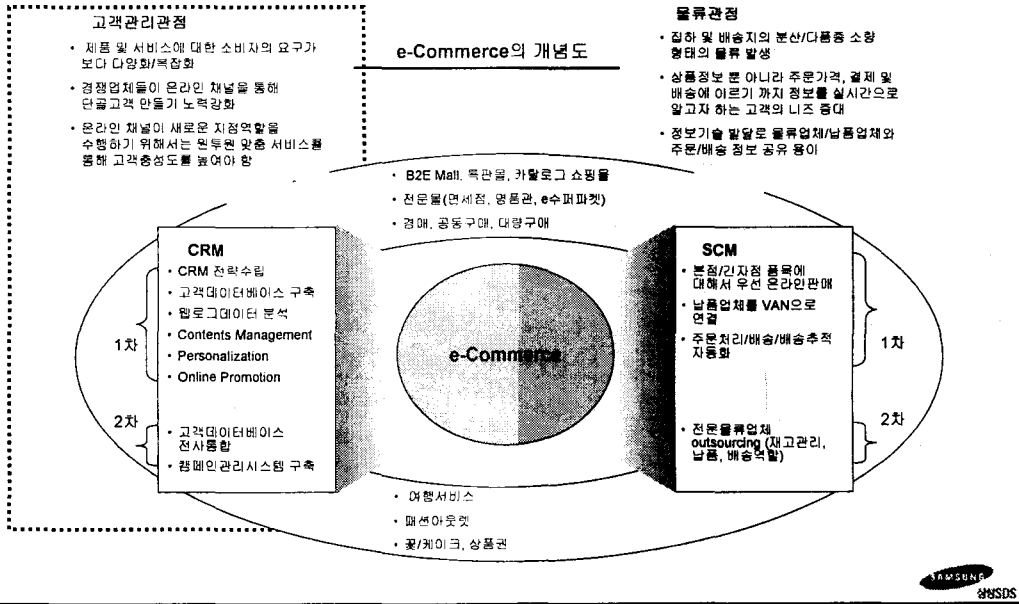 고객관리관점
• 제품 및 서비스에 대한 소비자의 요구가
보다 다양화/복잡화
• 경쟁업체들이 온라인 채널을 통해
단골고객 만들기 노력강화
• 온라인 채널이 새로운 지점역할을
수행하기 위해서는 원투원 맞춤 서비스를
통해 고객충성도를 높여야 함
e-Commerce의 개념도
물류관점
• 집하 및 배송지의 분산/다품종 소량
형태의 물류 발생
• 상품정보 뿐 아니라 주문가격, 결제 및
배송에 이르기 까지 정보를 실시간으로
알고자 하는 고객의 니즈 증대
• 정보기술 발달로 물류업체/납품업체와
주문/배송 정보 공유 용이
• B2E Mall, 특판몰, 카탈로그 쇼핑몰
• 전문몰(면세점, 명품관, e수퍼마켓)
• 경매, 공동구매, 대량구매
CRM
• CRM 전략수립
• 고객데이터베이스 구축
• 웹로그데이터 분석
• Contents Management
• Personalization
• Online Promotion
1차
2차
• 고객데이터베이스
전사통합
• 캠페인관리시스템 구축
e-Commerce
SCM
• 본점/긴자점 품목에
대해서 우선 온라인판매
• 납품업체를 VAN으로
연결
• 주문처리/배송/배송추적
자동화
1차
2차
• 전문물류업체
outsourcing (재고관리,
납품, 배송역할)
• 여행서비스
• 패션아웃렛
• 꽃/케이크, 상품권
SAMSUNG
삼성SDS